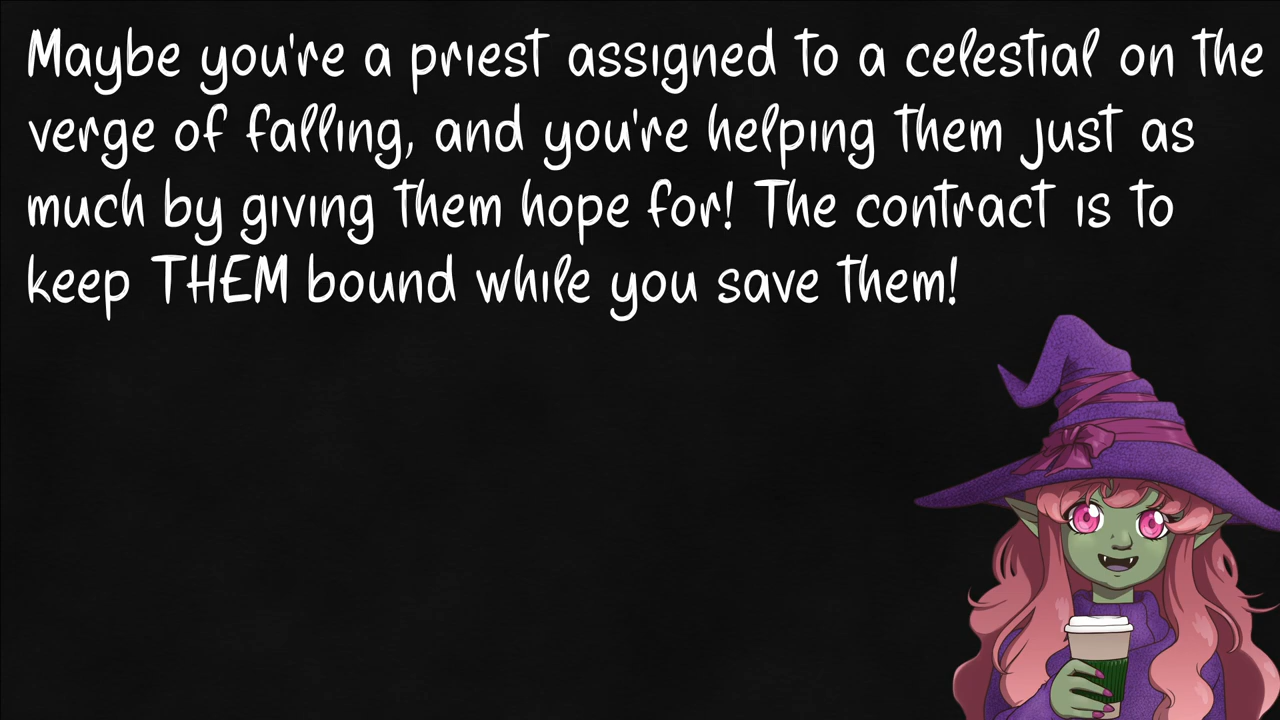 Maybe you're a priest assigned to a celestial on the
verge of falling, and you're helping them just as
much by giving them hope for! The contract is to
keep THEM bound while you save them!